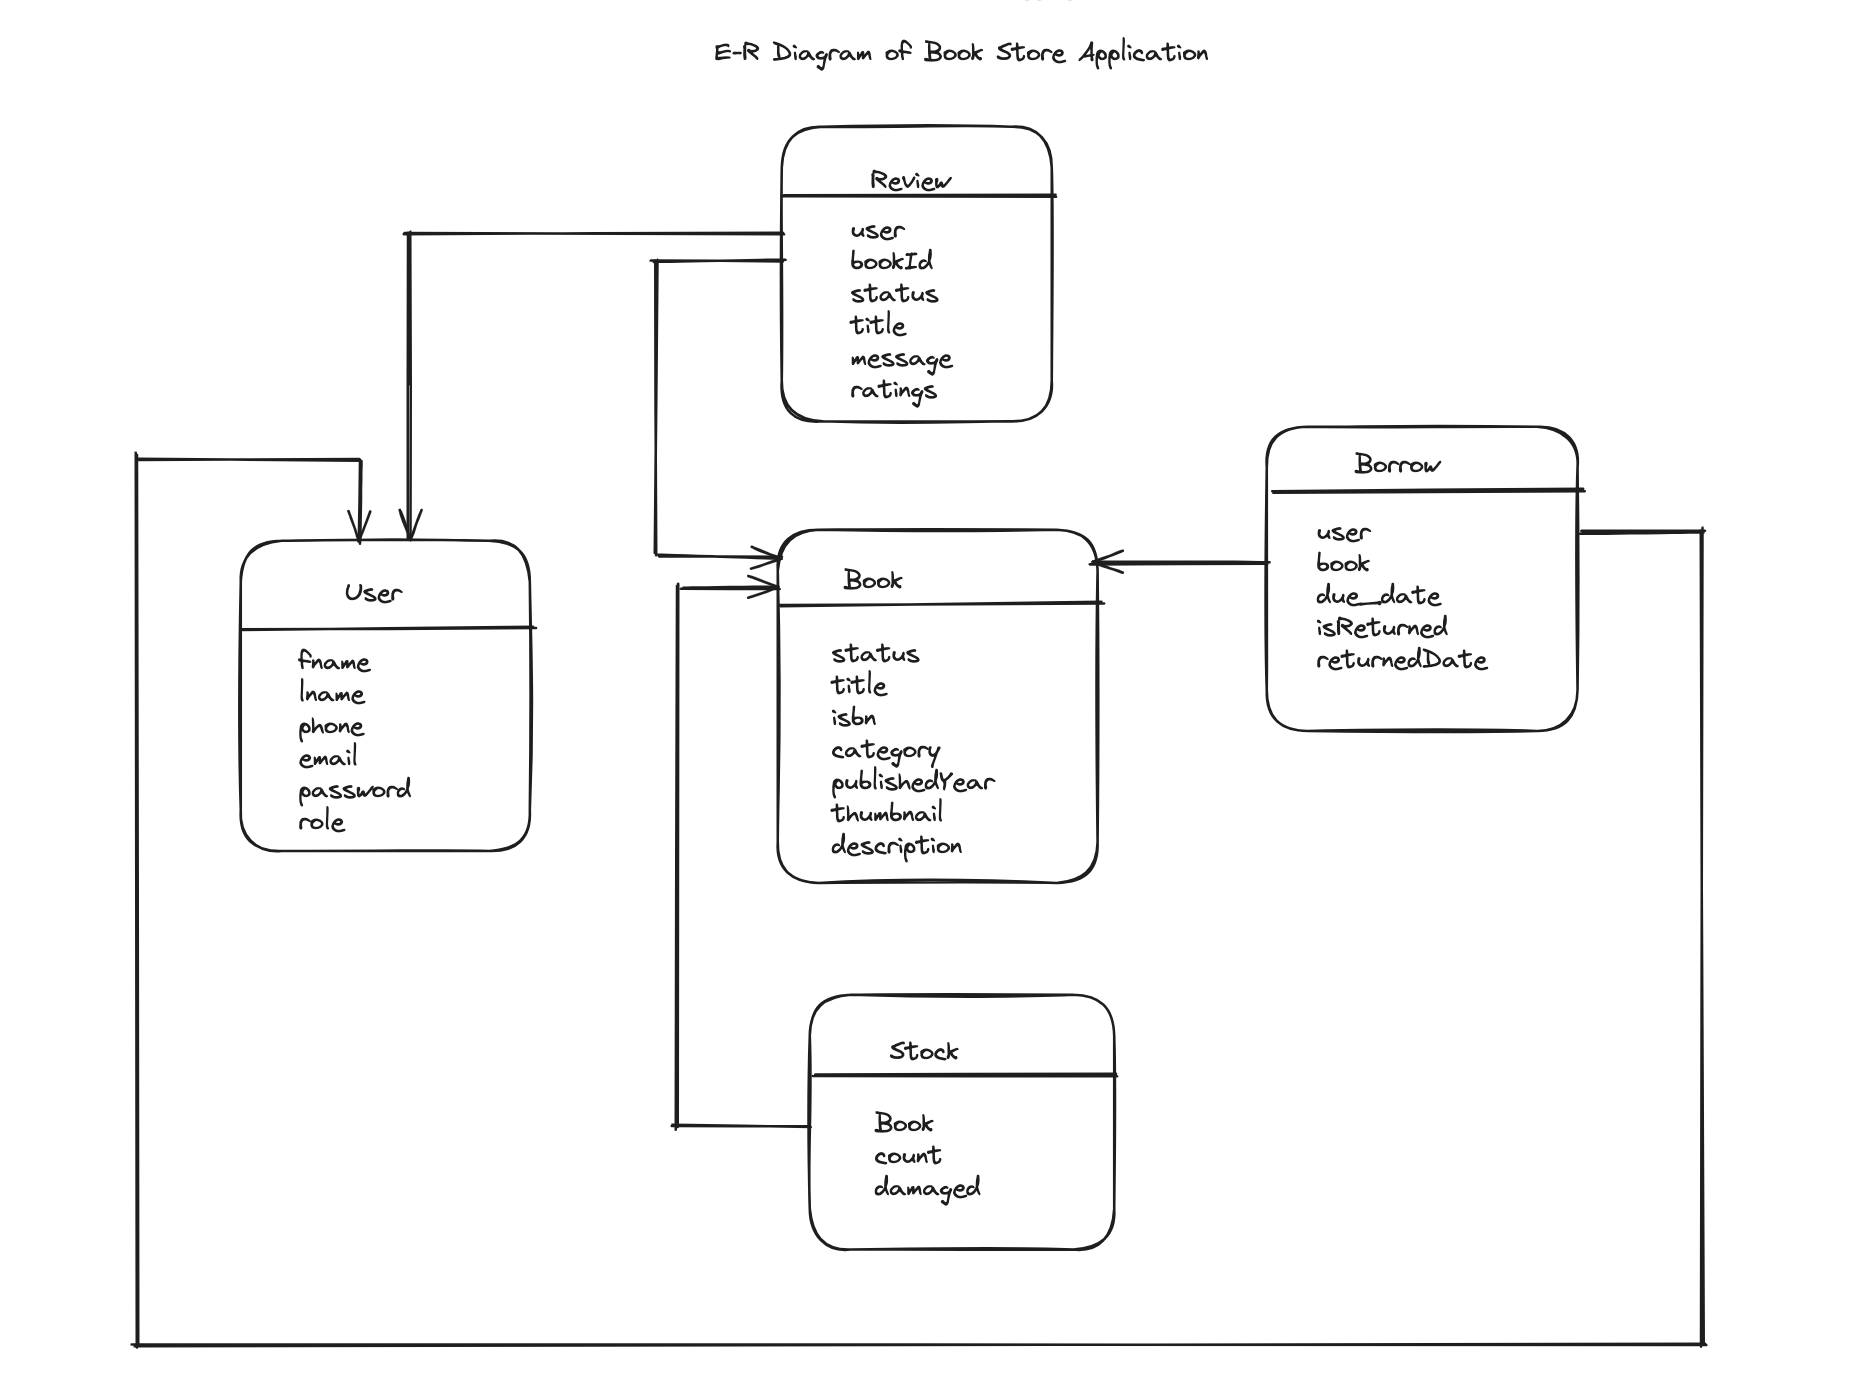 E-R Diagram of Book Store Application
Review
user
bookId
status
title
message
ratings
Borrow
user
book
due_date
isReturned
returnedDate
User
fname
lname
phone
email
password
role
Book
status
title
isbn
category
publishedYear
thumbnail
description
Stock
Book
count
damaged